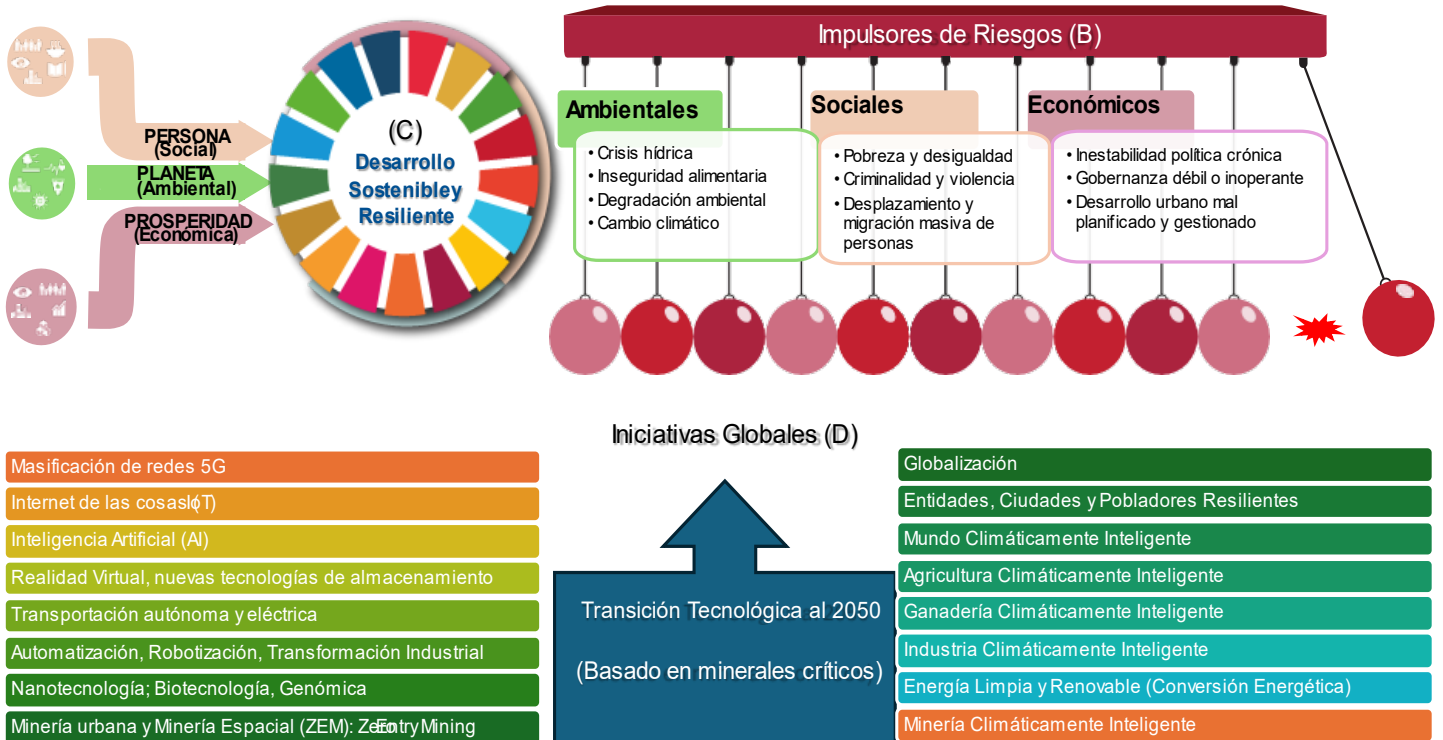 PERSONA
(Social)
PLANETA
(Ambiental)
PROSPERIDAD
(Económica)
(C)
Desarrollo
Sostenibley
Resiliente
Impulsores de Riesgos (B)
Ambientales
• Crisis hídrica
• Inseguridad alimentaria
• Degradación ambiental
• Cambio climático
Sociales
• Pobreza y desigualdad
• Criminalidad y violencia
• Desplazamiento y
migración masiva de
personas
Económicos
• Inestabilidad política crónica
• Gobernanza débil o inoperante
• Desarrollo urbano mal
planificado y gestionado
Iniciativas Globales (D)
Masificación de redes 5G
Internet de las cosas (IoT)
Inteligencia Artificial (AI)
Realidad Virtual, nuevas tecnologías de almacenamiento
Transportación autónoma y eléctrica
Automatización, Robotización, Transformación Industrial
Nanotecnología; Biotecnología, Genómica
Minería urbana y Minería Espacial (ZEM): Zero Entry Mining
Transición Tecnológica al 2050
(Basado en minerales críticos)
Globalización
Entidades, Ciudades y Pobladores Resilientes
Mundo Climáticamente Inteligente
Agricultura Climáticamente Inteligente
Ganadería Climáticamente Inteligente
Industria Climáticamente Inteligente
Energía Limpia y Renovable (Conversión Energética)
Minería Climáticamente Inteligente